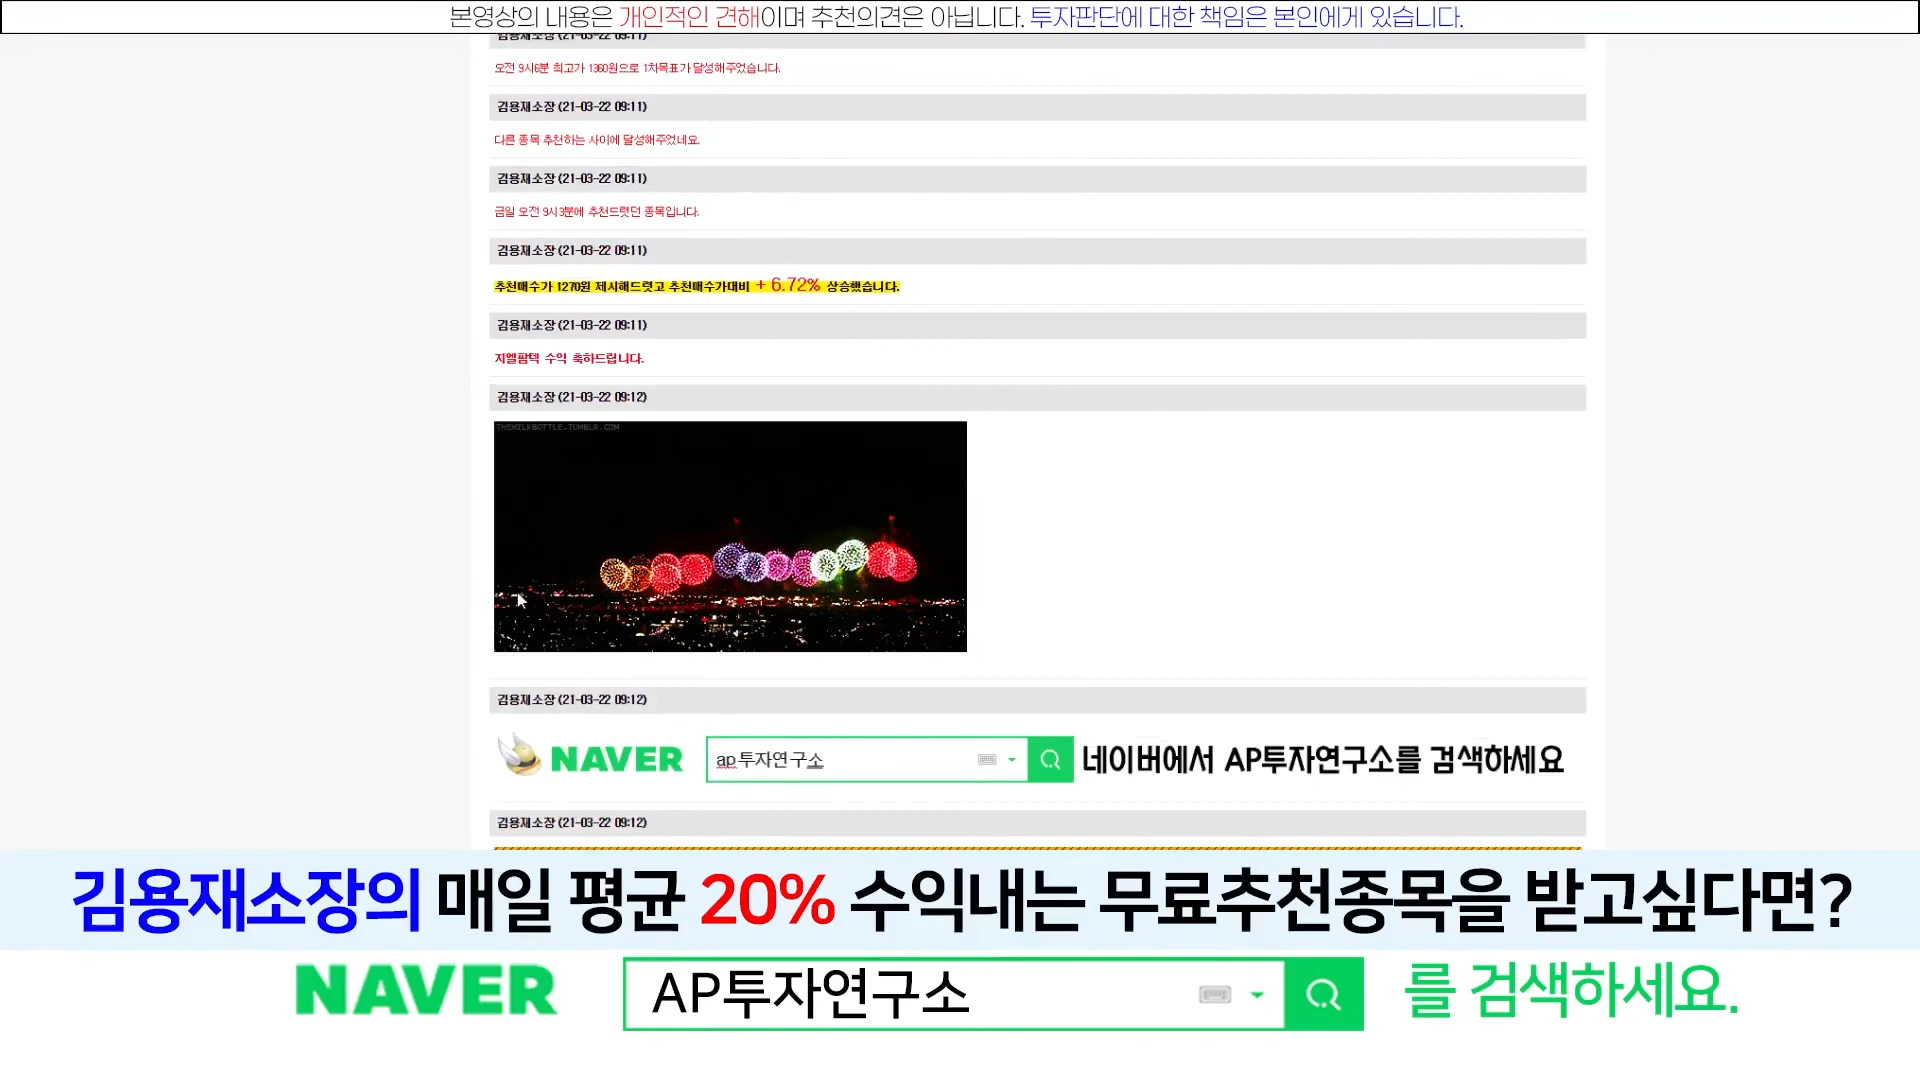 본영상의 내용은 개인적인 견해이며 추천의견은 아닙니다. 투자판단에 대한 책임은 본인에게 있습니다.
김용재소장 (21-03-22 09:11)
오전 9시6분 최고가 1360원으로 1차목표가 달성해주었습니다.
김용재소장 (21-03-22 09:11)
다른 종목 추천하는 사이에 달성해주었네요.
김용재소장 (21-03-22 09:11)
금일 오전 9시3분에 추천드렷던 종목입니다.
김용재소장 (21-03-22 09:11)
추천매수가 1270원 제시해드렷고 추천매수가대비 + 6.72% 상승했습니다.
김용재소장 (21-03-22 09:11)
지엘팜텍 수익 축하드립니다.
김용재소장 (21-03-22 09:12)
THEMILKBOTTLE.TUMBLR.COM
김용재소장 (21-03-22 09:12)
NAVER ap투자연구소 네이버에서 AP투자연구소를 검색하세요
김용재소장 (21-03-22 09:12)
김용재소장의 매일 평균 20% 수익내는 무료추천종목을 받고싶다면?
NAVER AP투자연구소 를 검색하세요.